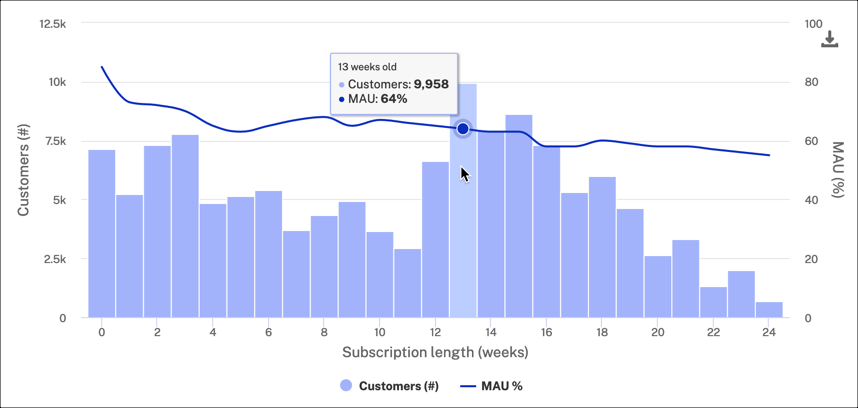 12.5k
100
13 weeks old
Customers: 9,958
MAU: 64%
10k
80
7.5k
60
5k
40
2.5k
20
0
0
Customers (#)
MAU (%)
0 2 4 6 8 10 12 14 16 18 20 22 24
Subscription length (weeks)
Customers (#) MAU %